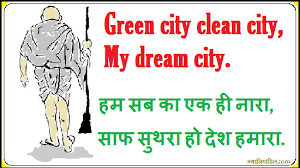 Green city clean city,
My dream city.
हम सब का एक ही नारा,
साफ सुथरा हो देश हमारा.